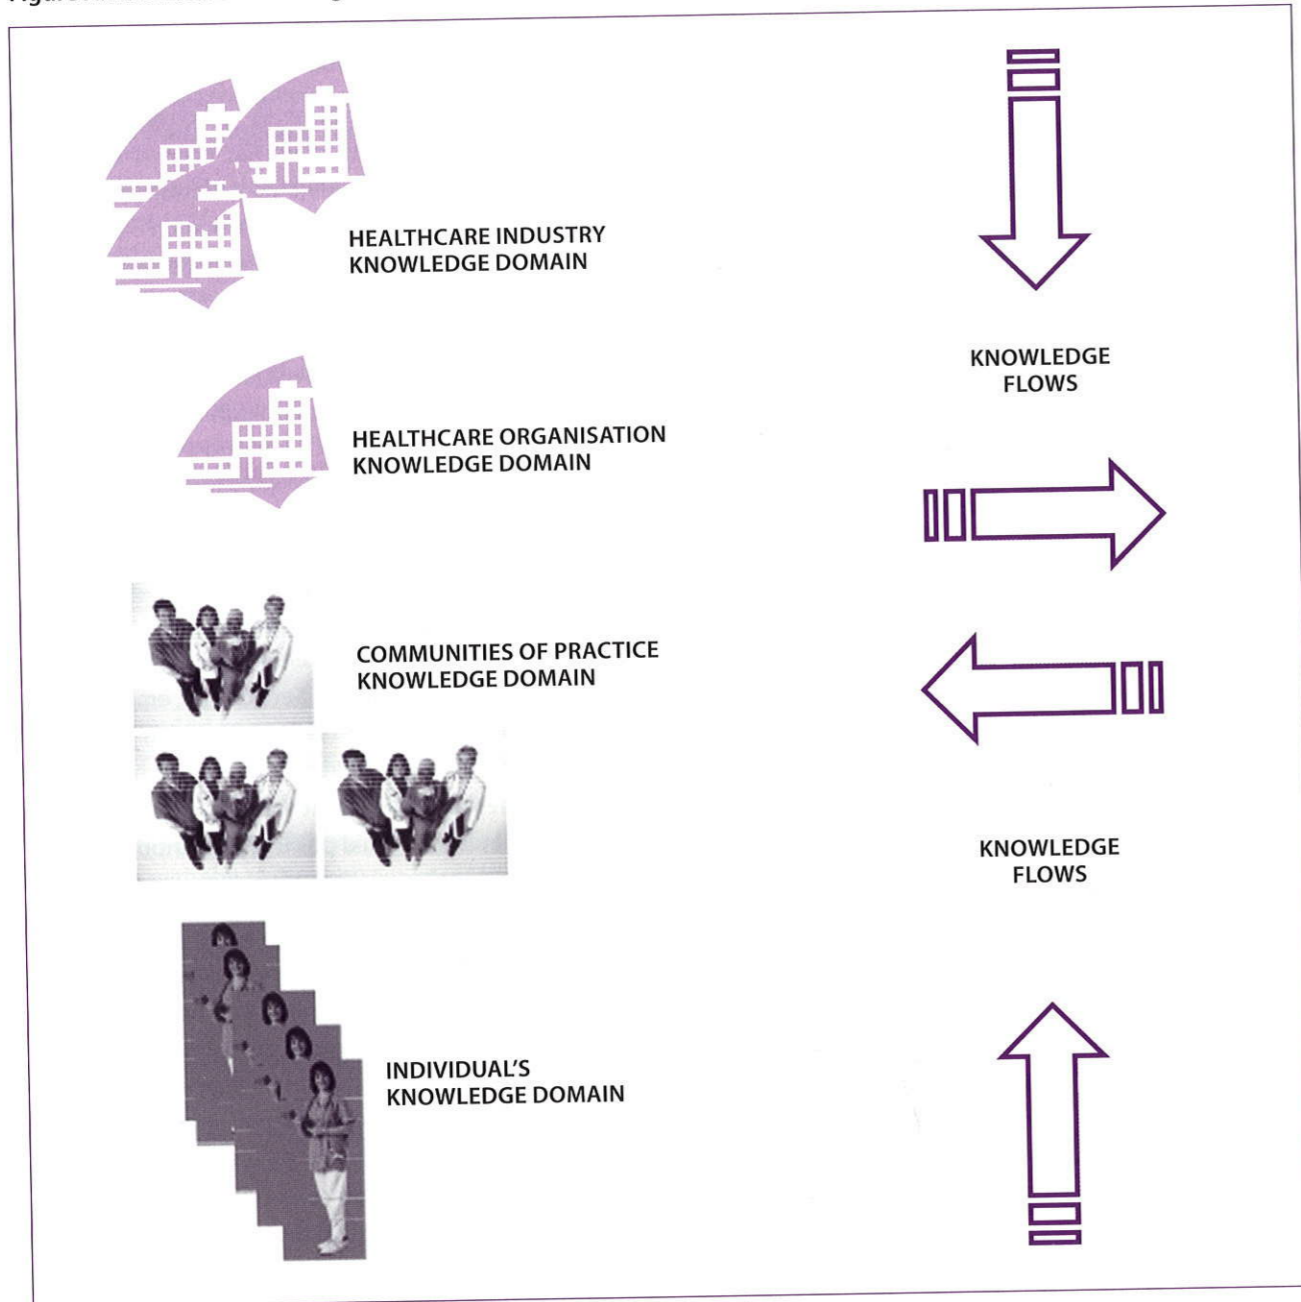 HEALTHCARE INDUSTRY
KNOWLEDGE DOMAIN
KNOWLEDGE
FLOWS
HEALTHCARE ORGANISATION
KNOWLEDGE DOMAIN
COMMUNITIES OF PRACTICE
KNOWLEDGE DOMAIN
KNOWLEDGE
FLOWS
INDIVIDUAL'S
KNOWLEDGE DOMAIN